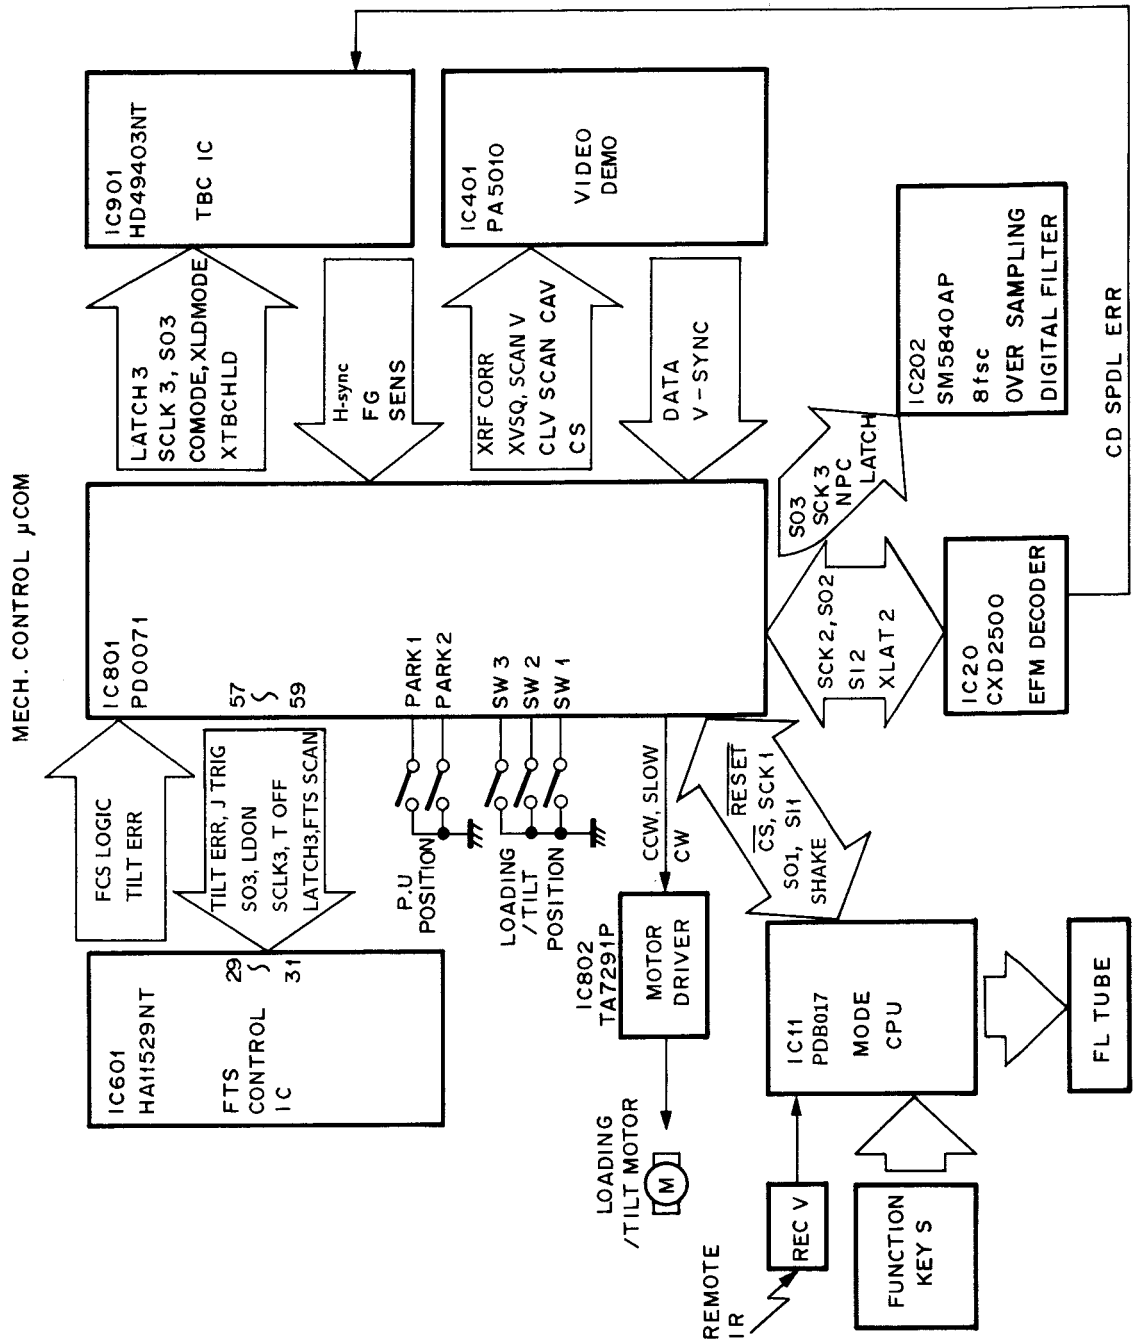 MECH. CONTROL μCOM
IC601
HA11529NT
FTS
CONTROL
IC
29
31
FCS LOGIC
TILT ERR
TILT ERR, J TRIG
SO3, LDON
SCLK3, T OFF
LATCH3, FTS SCAN
IC801
PD0071
57
59
PARK1
PARK2
SW 3
SW 2
SW 1
P.U
POSITION
LOADING
/TILT
POSITION
LATCH3
SCLK 3, SO3
COMODE, XLDMODE
XTBCHLD
H-sync
FG
SENS
IC901
HD49403NT
TBC IC
XRF CORR
XVSQ, SCAN V
CLV SCAN CAV
CS
DATA
V-SYNC
IC401
PA5010
VIDEO
DEMO
LOADING
/TILT MOTOR
M
IC802
TA7291P
MOTOR
DRIVER
CCW, SLOW
CW
REMOTE
IR
REC V
FUNCTION
KEY S
IC11
PDB017
MODE
CPU
RESET
CS, SCK1
SO1, SI1
SHAKE
FL TUBE
SCK2, SO2
SI2
XLAT2
IC20
CXD2500
EFM DECODER
SO3
SCK3
NPC
LATCH
IC202
SM5840AP
8fsc
OVER SAMPLING
DIGITAL FILTER
CD SPDL ERR